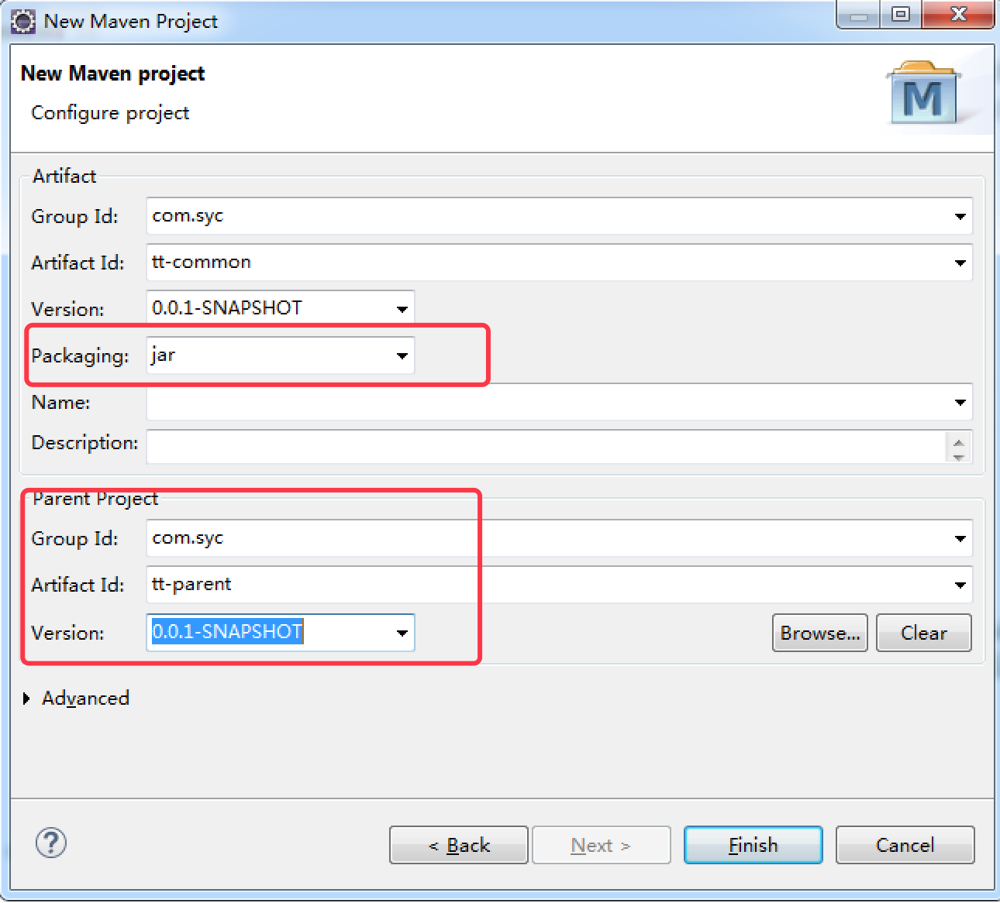 New Maven Project
New Maven project
Configure project
M
Artifact
Group Id: com.syc
Artifact Id: tt-common
Version: 0.0.1-SNAPSHOT
Packaging: jar
Name:
Description:
Parent Project
Group Id: com.syc
Artifact Id: tt-parent
Version: 0.0.1-SNAPSHOT Browse... Clear
Advanced
? < Back Next > Finish Cancel